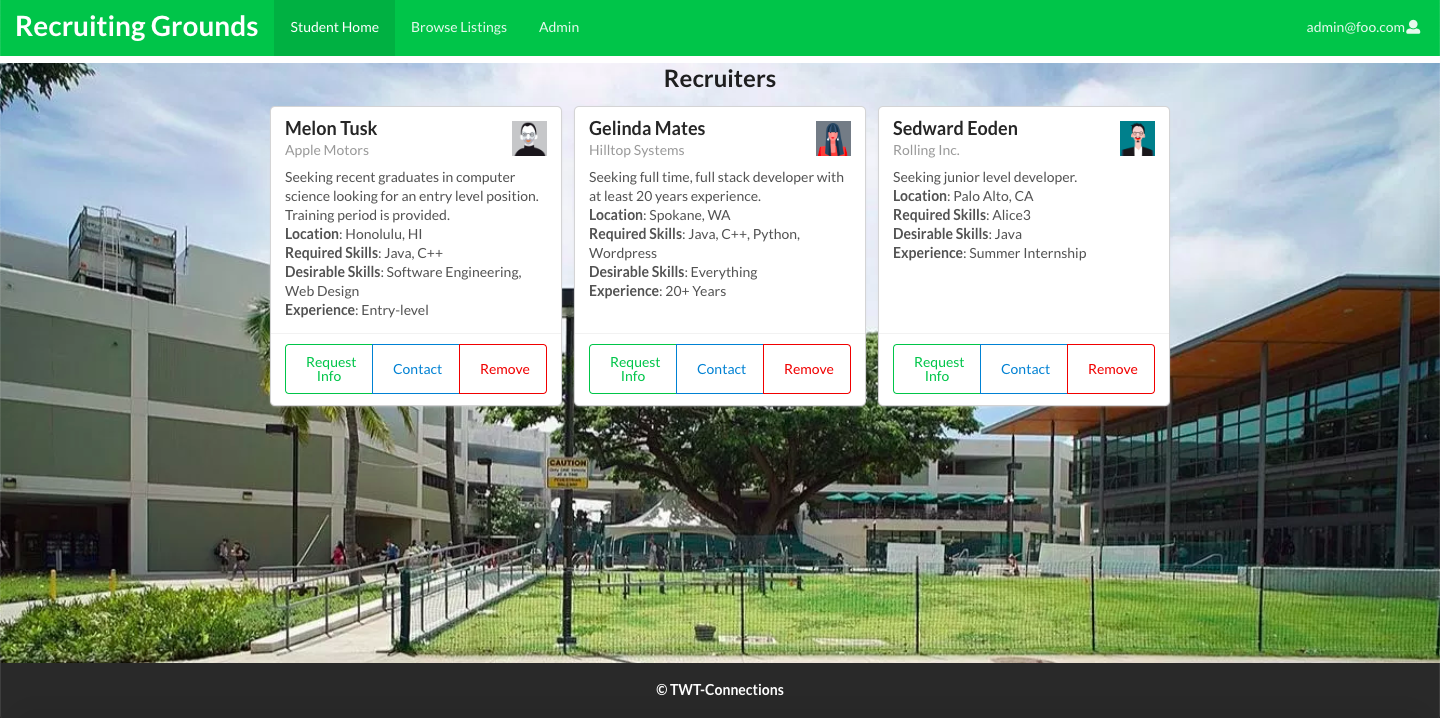 Recruiting Grounds
Student Home
Browse Listings
Admin
admin@foo.com
Recruiters
Melon Tusk
Apple Motors
Seeking recent graduates in computer
science looking for an entry level position.
Training period is provided.
Location: Honolulu, HI
Required Skills: Java, C++
Desirable Skills: Software Engineering,
Web Design
Experience: Entry-level
Request
Info
Contact
Remove
Gelinda Mates
Hilltop Systems
Seeking full time, full stack developer with
at least 20 years experience.
Location: Spokane, WA
Required Skills: Java, C++, Python,
Wordpress
Desirable Skills: Everything
Experience: 20+ Years
Request
Info
Contact
Remove
Sedward Eoden
Rolling Inc.
Seeking junior level developer.
Location: Palo Alto, CA
Required Skills: Alice3
Desirable Skills: Java
Experience: Summer Internship
Request
Info
Contact
Remove
CAUTION
© TWT-Connections